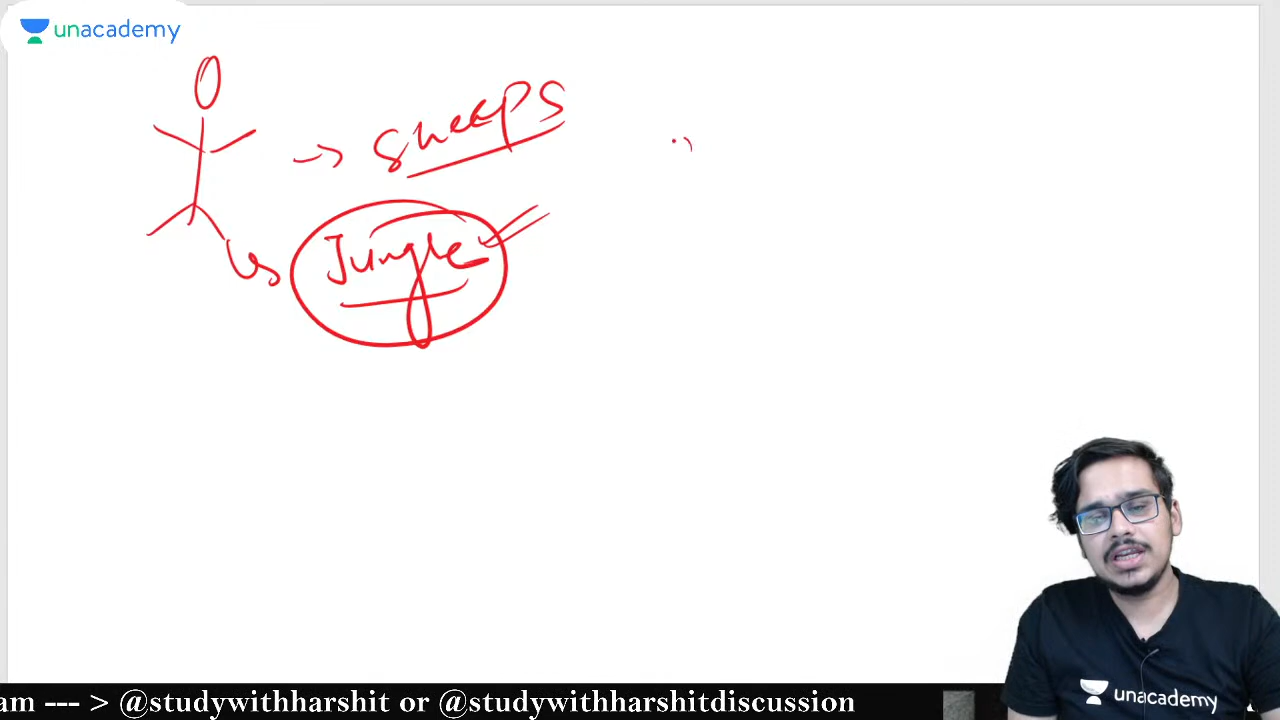 unacademy
→ sheeps
Jungle
unacademy
am --- > @studywithharshit or @studywithharshitdiscussion